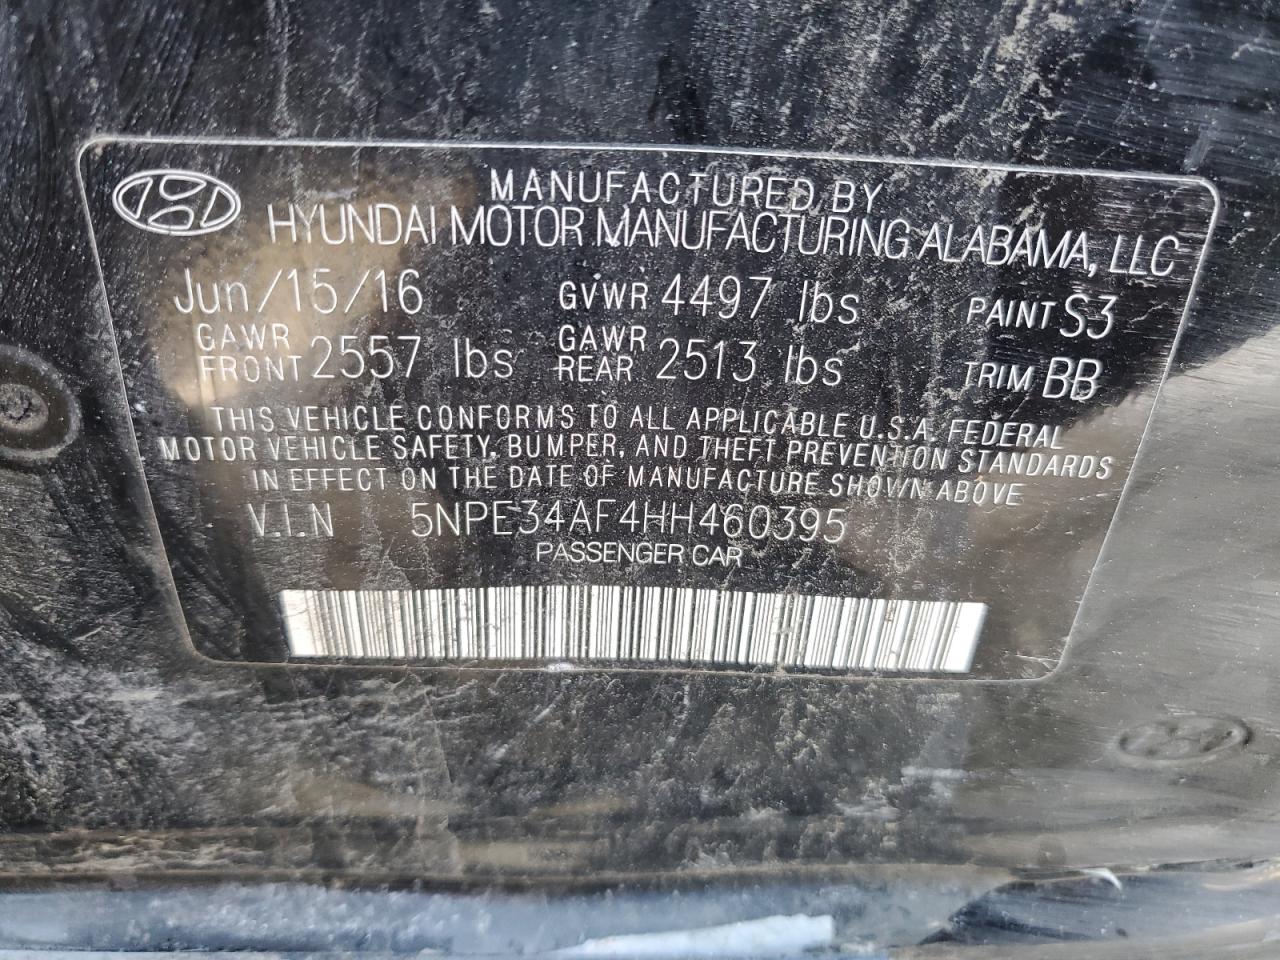 MANUFACTURED BY
HYUNDAI MOTOR MANUFACTURING ALABAMA, LLC
Jun/15/16 GVWR 4497 lbs PAINT S3
GAWR FRONT 2557 lbs GAWR REAR 2513 lbs TRIM BB
THIS VEHICLE CONFORMS TO ALL APPLICABLE U.S.A. FEDERAL
MOTOR VEHICLE SAFETY, BUMPER, AND THEFT PREVENTION STANDARDS
IN EFFECT ON THE DATE OF MANUFACTURE SHOWN ABOVE
V.I.N 5NPE34AF4HH460395
PASSENGER CAR